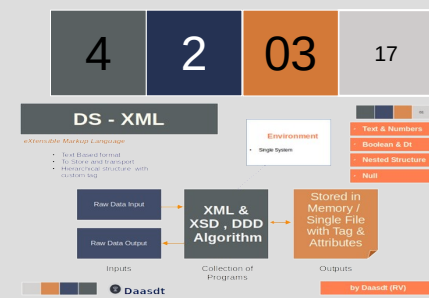 4 2 03 17
DS - XML
eXtensible Markup Language
• Text Based format
• To Store and transport
• Hierarchical structure with
custom tag
Environment
• Single System
• Text & Numbers
• Boolean & Dt
• Nested Structure
• Null
Raw Data Input
Raw Data Output
XML &
XSD , DDD
Algorithm
Stored in
Memory /
Single File
with Tag &
Attributes
Inputs
Collection of
Programs
Outputs
Daasdt
by Daasdt (RV)